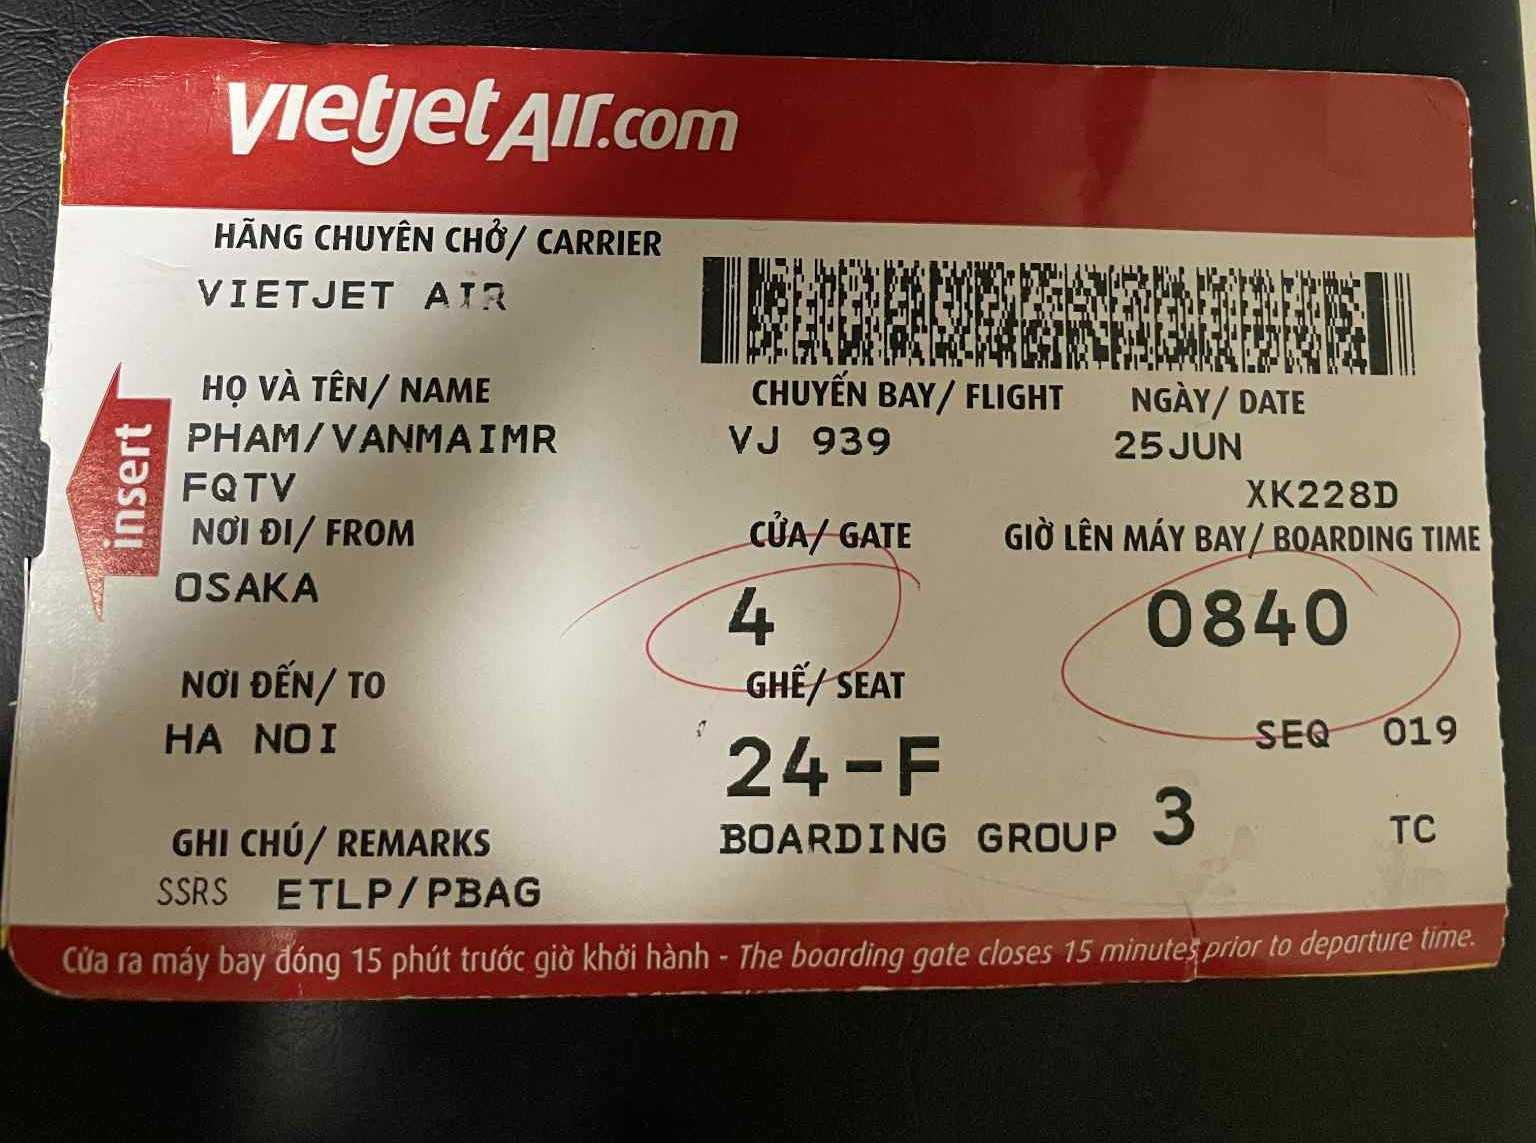 vietjetAir.com
HÃNG CHUYÊN CHỞ/ CARRIER
VIETJET AIR
HỌ VÀ TÊN/ NAME
CHUYẾN BAY/ FLIGHT
NGÀY/ DATE
PHAM/VANMAIMR
VJ 939
25JUN
FQTV
XK228D
NƠI ĐI/ FROM
CỬA/ GATE
GIỜ LÊN MÁY BAY/ BOARDING TIME
OSAKA
4
0840
NƠI ĐẾN/ TO
GHẾ/ SEAT
HA NOI
24-F
SEQ 019
BOARDING GROUP 3
TC
GHI CHÚ/ REMARKS
SSRS ETLP/PBAG
insert
Cửa ra máy bay đóng 15 phút trước giờ khởi hành - The boarding gate closes 15 minutes prior to departure time.